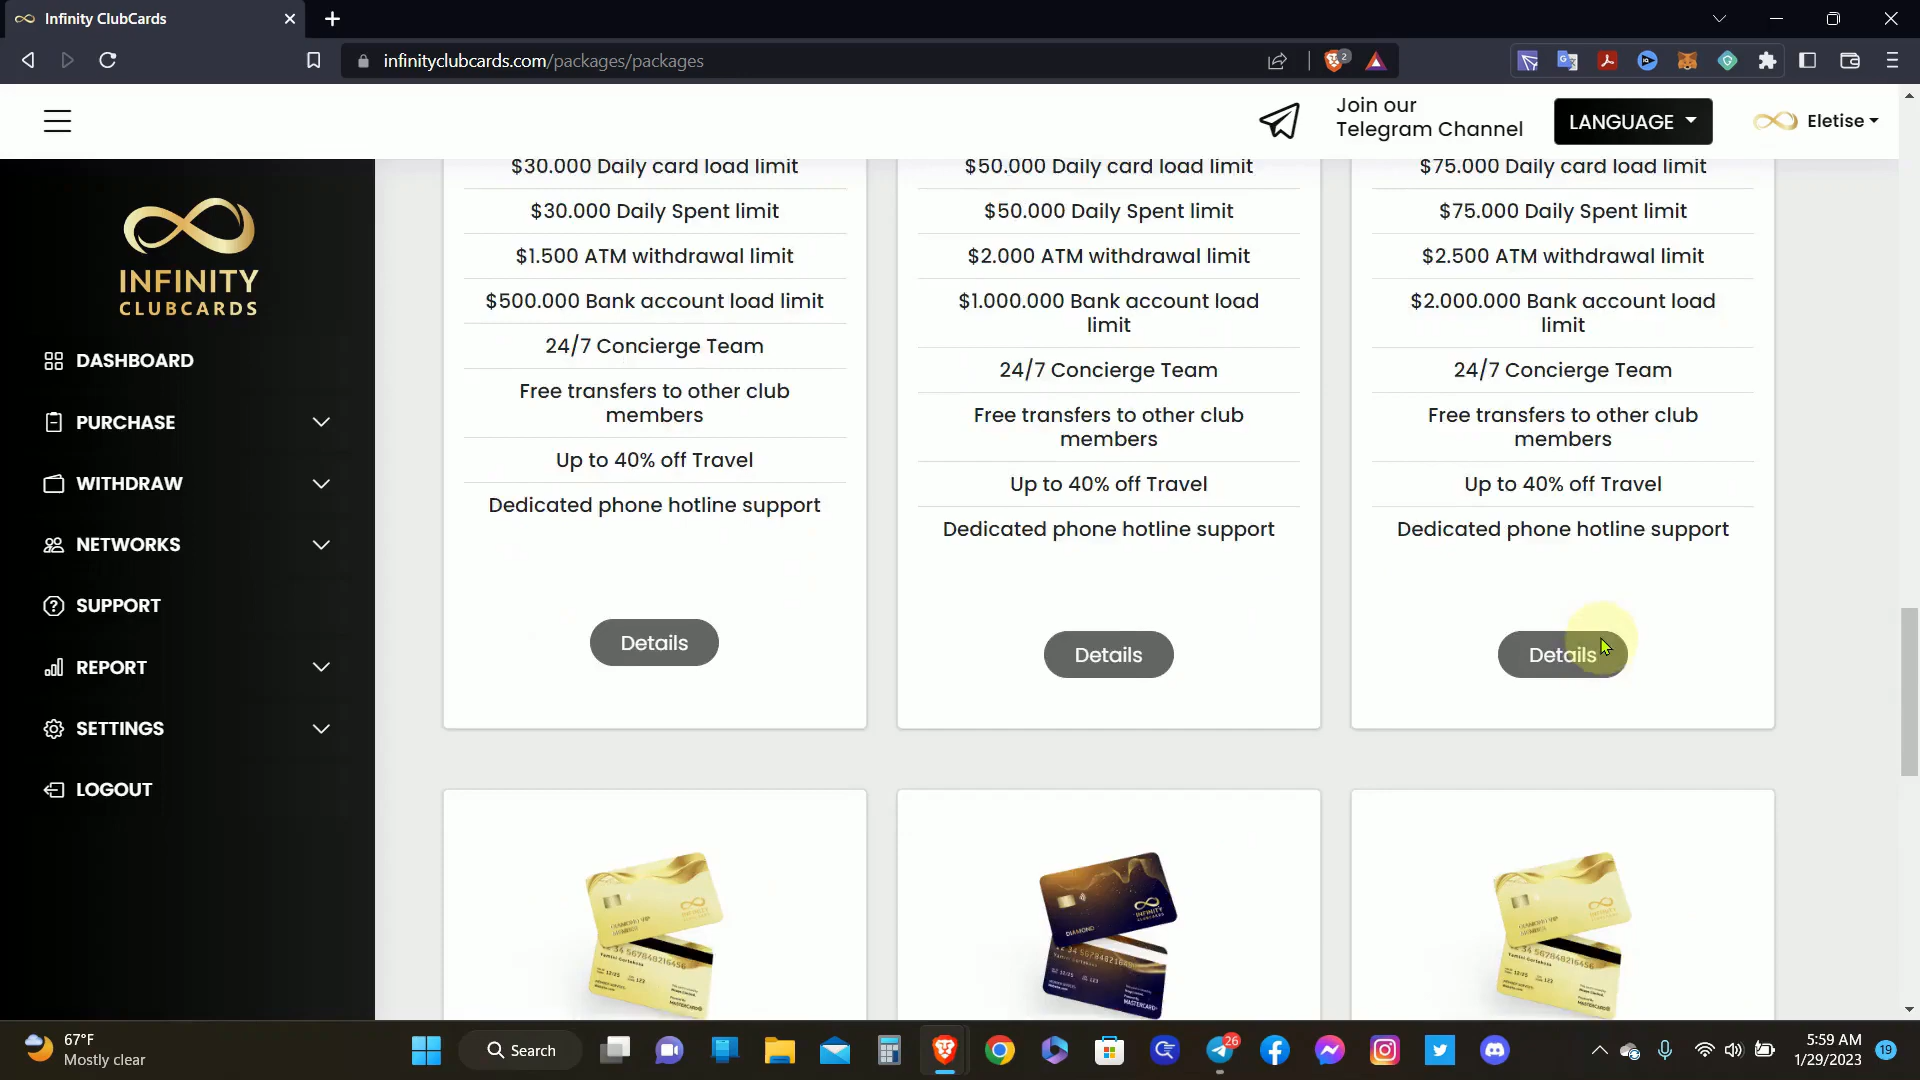 Infinity ClubCards
infinityclubcards.com/packages/packages
2
Join our
Telegram Channel
LANGUAGE
Eletise
INFINITY
CLUBCARDS
DASHBOARD
PURCHASE
WITHDRAW
NETWORKS
SUPPORT
REPORT
SETTINGS
LOGOUT
$30.000 Daily card load limit
$30.000 Daily Spent limit
$1.500 ATM withdrawal limit
$500.000 Bank account load limit
24/7 Concierge Team
Free transfers to other club
members
Up to 40% off Travel
Dedicated phone hotline support
Details
$50.000 Daily card load limit
$50.000 Daily Spent limit
$2.000 ATM withdrawal limit
$1.000.000 Bank account load
limit
24/7 Concierge Team
Free transfers to other club
members
Up to 40% off Travel
Dedicated phone hotline support
Details
$75.000 Daily card load limit
$75.000 Daily Spent limit
$2.500 ATM withdrawal limit
$2.000.000 Bank account load
limit
24/7 Concierge Team
Free transfers to other club
members
Up to 40% off Travel
Dedicated phone hotline support
Details
INFINITY
DIAMOND
MASTERCARD
67°F
Mostly clear
Search
26
5:59 AM
1/29/2023
19